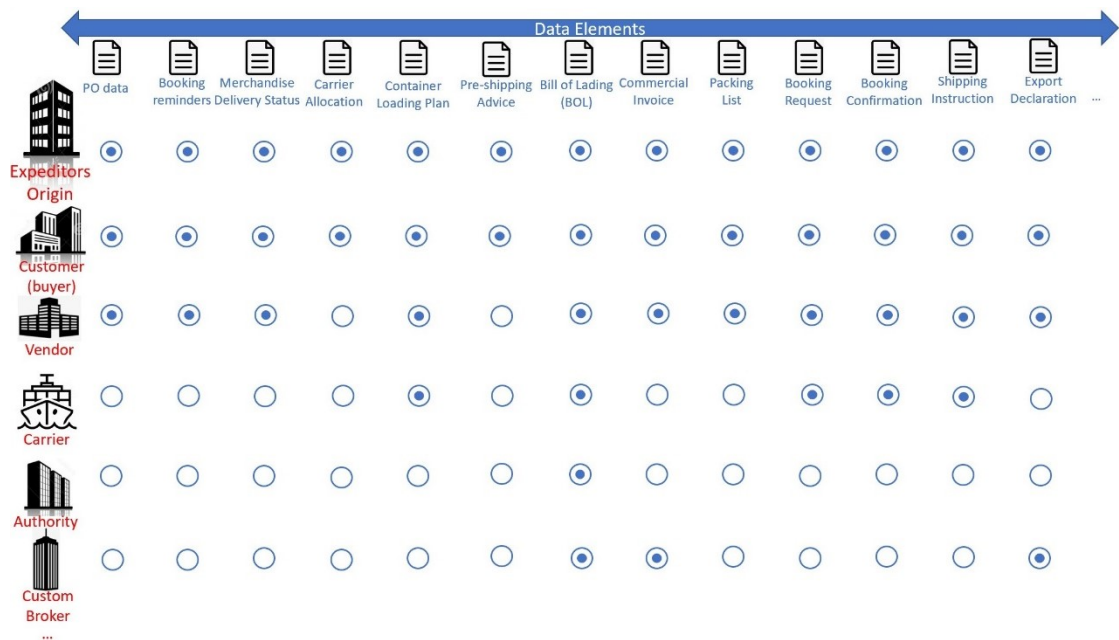 Data Elements
PO data
Booking
reminders
Merchandise
Delivery Status
Carrier
Allocation
Container
Loading Plan
Pre-shipping
Advice
Bill of Lading
(BOL)
Commercial
Invoice
Packing
List
Booking
Request
Booking
Confirmation
Shipping
Instruction
Export
Declaration
...
Expeditors
Origin
Customer
(buyer)
Vendor
Carrier
Authority
Custom
Broker
...